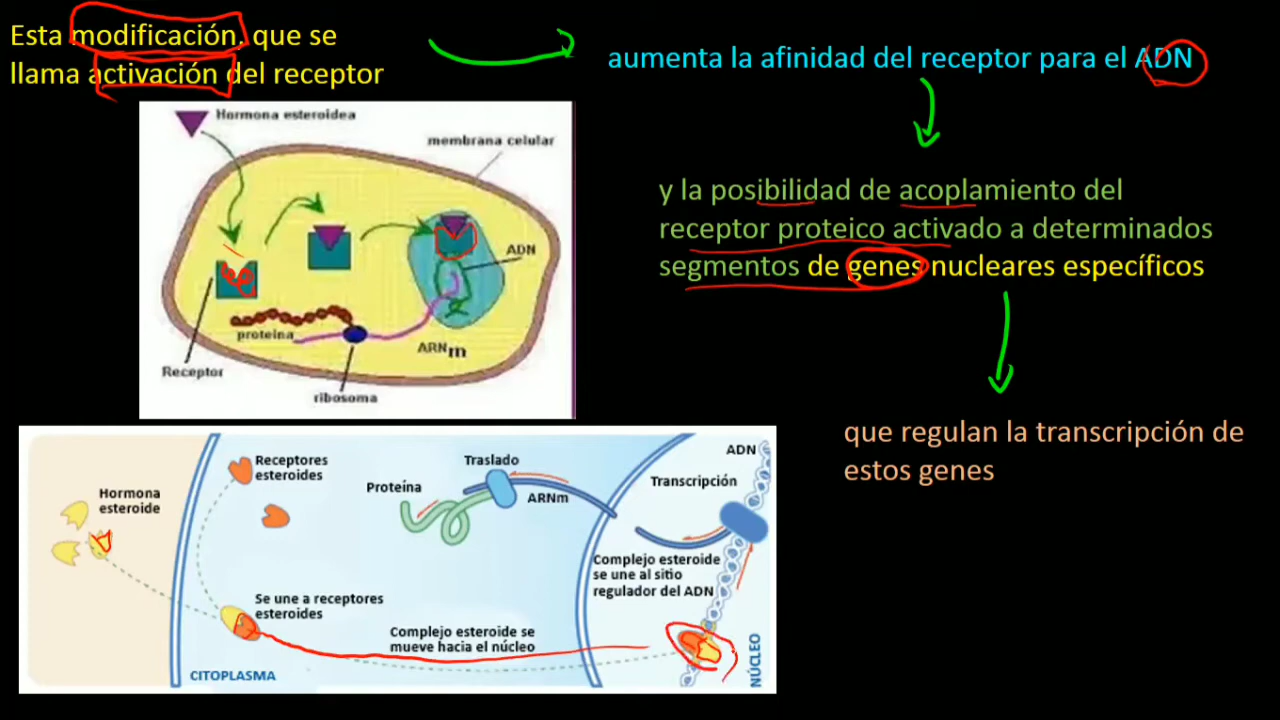 Esta modificación, que se
llama activación del receptor
aumenta la afinidad del receptor para el ADN
y la posibilidad de acoplamiento del
receptor proteico activado a determinados
segmentos de genes nucleares específicos
que regulan la transcripción de
estos genes
Hormona esteroidea
membrana celular
ADN
proteina
ARNm
Receptor
ribosoma
Hormona
esteroide
Receptores
esteroides
Proteína
Traslado
ARNm
ADN
Transcripción
Complejo esteroide
se une al sitio
regulador del ADN
Se une a receptores
esteroides
Complejo esteroide se
mueve hacia el núcleo
CITOPLASMA
NÚCLEO